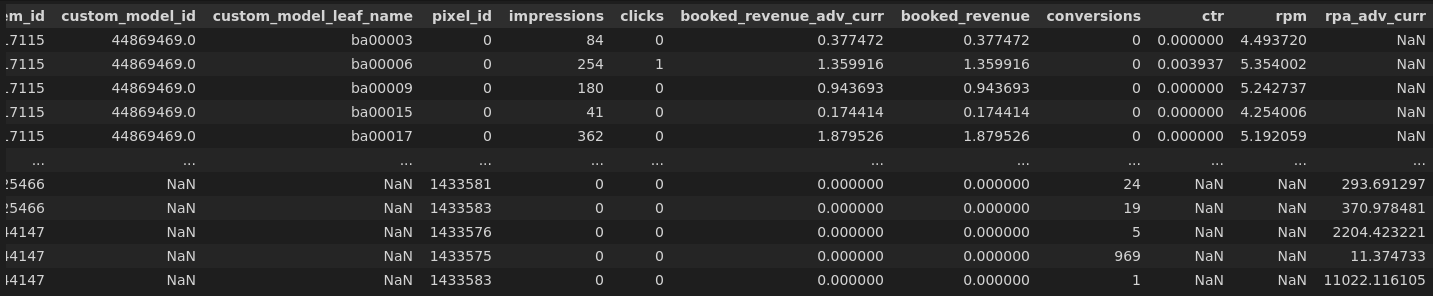 em_id custom_model_id custom_model_leaf_name pixel_id impressions clicks booked_revenue_adv_curr booked_revenue conversions ctr rpm rpa_adv_curr
.7115 44869469.0 ba00003 0 84 0 0.377472 0.377472 0 0.000000 4.493720 NaN
.7115 44869469.0 ba00006 0 254 1 1.359916 1.359916 0 0.003937 5.354002 NaN
.7115 44869469.0 ba00009 0 180 0 0.943693 0.943693 0 0.000000 5.242737 NaN
.7115 44869469.0 ba00015 0 41 0 0.174414 0.174414 0 0.000000 4.254006 NaN
.7115 44869469.0 ba00017 0 362 0 1.879526 1.879526 0 0.000000 5.192059 NaN
... ... ... ... ... ... ... ... ... ... ... ...
25466 NaN NaN 1433581 0 0 0.000000 0.000000 24 NaN NaN 293.691297
25466 NaN NaN 1433583 0 0 0.000000 0.000000 19 NaN NaN 370.978481
44147 NaN NaN 1433576 0 0 0.000000 0.000000 5 NaN NaN 2204.423221
44147 NaN NaN 1433575 0 0 0.000000 0.000000 969 NaN NaN 11.374733
44147 NaN NaN 1433583 0 0 0.000000 0.000000 1 NaN NaN 11022.116105